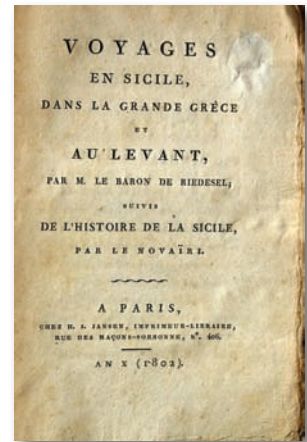 VOYAGES
EN SICILE,
DANS LA GRANDE GRÈCE
ET
AU LEVANT,
PAR M. LE BARON DE RIEDESEL;
SUIVIS
DE L'HISTOIRE DE LA SICILE,
PAR LE NOVAÏRI.
A PARIS,
CHEZ H. J. JANSEN, IMPRIMEUR-LIBRAIRE,
RUE DES MAÇONS-SORBONNE, N°. 406.
AN X (1802).